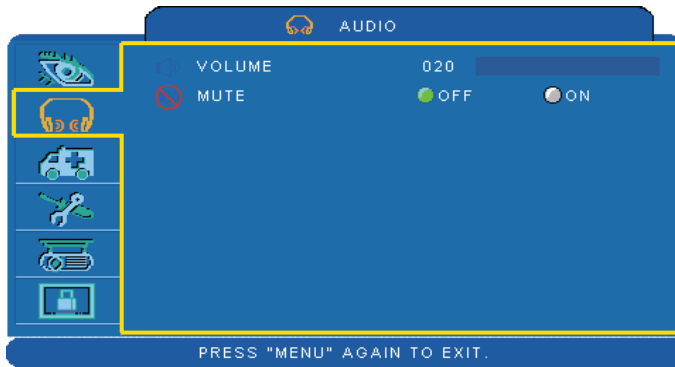 AUDIO
VOLUME 020
MUTE OFF ON
PRESS "MENU" AGAIN TO EXIT.